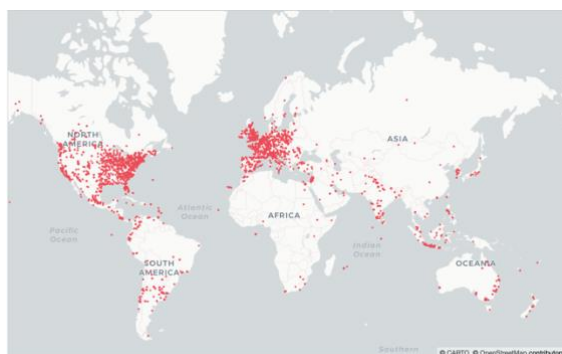 NORTH
AMERICA
ASIA
Atlantic
Ocean
AFRICA
Pacific
Ocean
Indian
Ocean
SOUTH
AMERICA
OCEANIA
Southern
© CARTO, © OpenStreetMap contributors